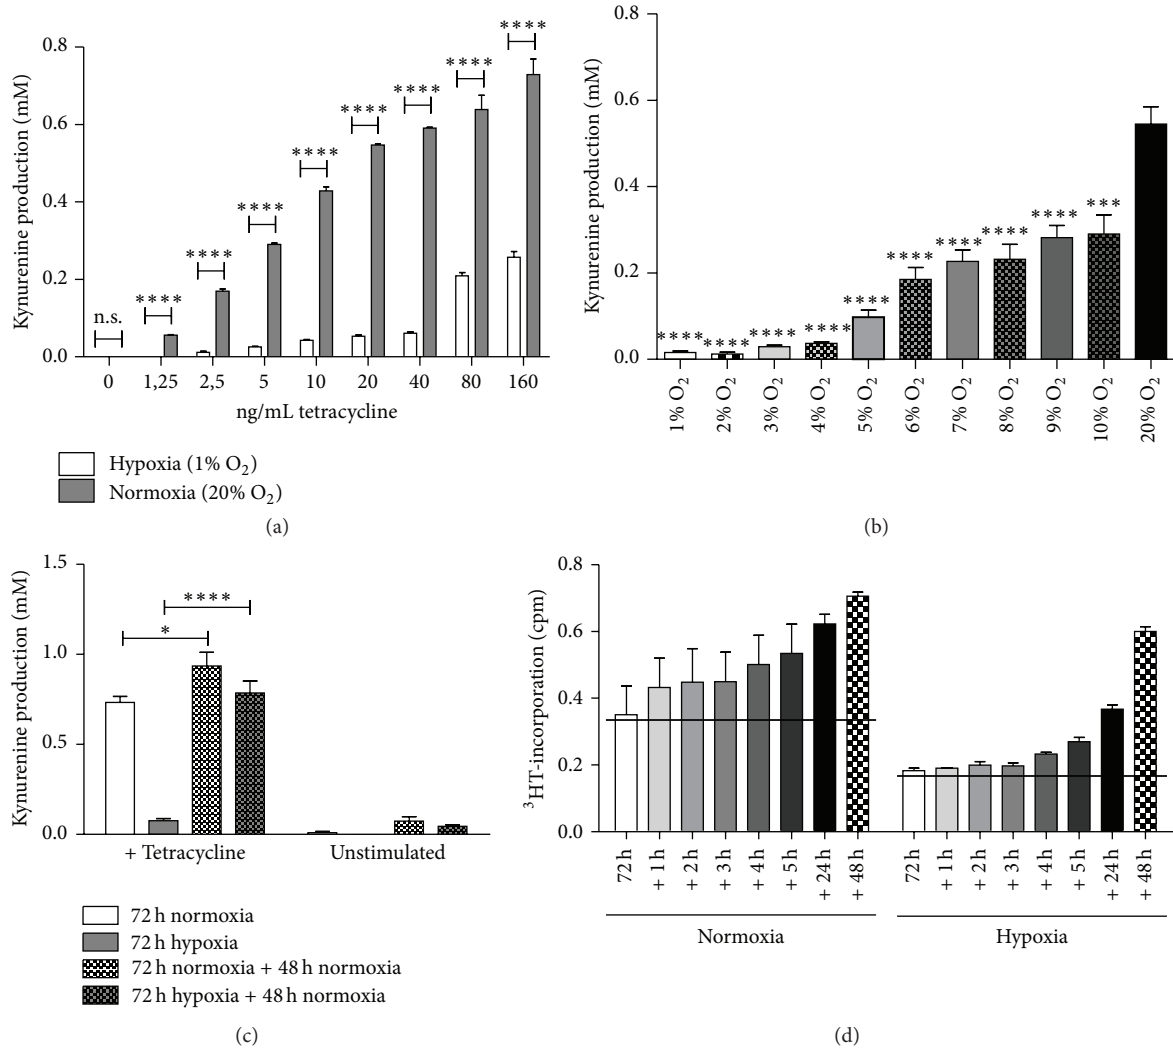 Kynurenine production (mM)
0.8
0.6
0.4
0.2
0.0
n.s.
****
****
****
****
****
****
****
****
0 1,25 2,5 5 10 20 40 80 160
ng/mL tetracycline
Hypoxia (1% O₂)
Normoxia (20% O₂)
(a)
Kynurenine production (mM)
0.8
0.6
0.4
0.2
0.0
****
****
****
****
****
****
****
****
****
***
1% O₂
2% O₂
3% O₂
4% O₂
5% O₂
6% O₂
7% O₂
8% O₂
9% O₂
10% O₂
20% O₂
(b)
Kynurenine production (mM)
1.5
1.0
0.5
0.0
****
*
+ Tetracycline Unstimulated
72 h normoxia
72 h hypoxia
72 h normoxia + 48 h normoxia
72 h hypoxia + 48 h normoxia
(c)
³HT-incorporation (cpm)
0.8
0.6
0.4
0.2
0.0
72 h
+ 1 h
+ 2 h
+ 3 h
+ 4 h
+ 5 h
+ 24 h
+ 48 h
72 h
+ 1 h
+ 2 h
+ 3 h
+ 4 h
+ 5 h
+ 24 h
+ 48 h
Normoxia Hypoxia
(d)